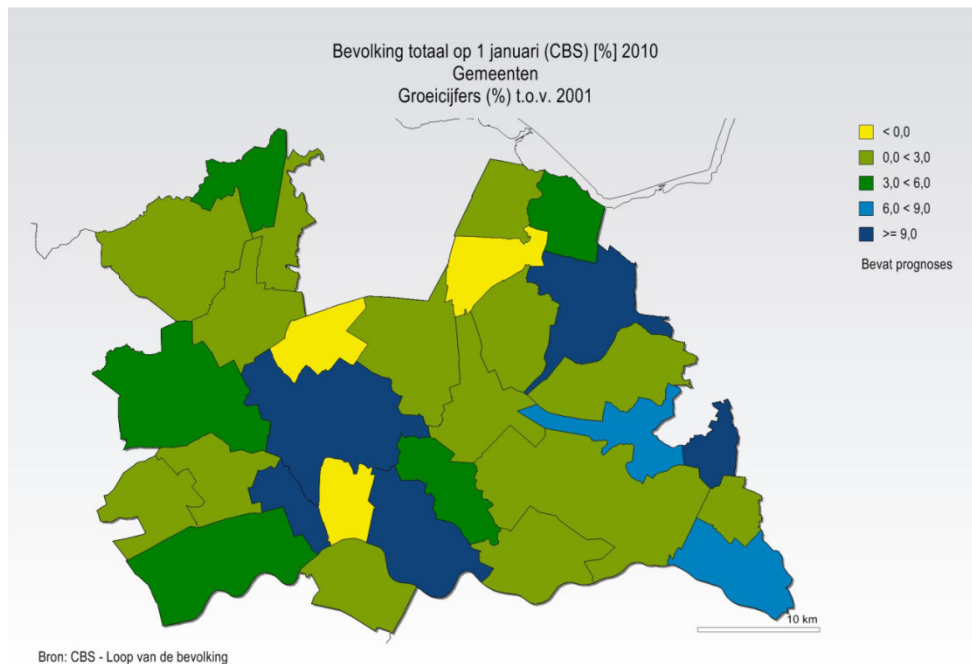 Bevolking totaal op 1 januari (CBS) [%] 2010
Gemeenten
Groeicijfers (%) t.o.v. 2001
< 0,0
0,0 < 3,0
3,0 < 6,0
6,0 < 9,0
>= 9,0
Bevat prognoses
10 km
Bron: CBS - Loop van de bevolking